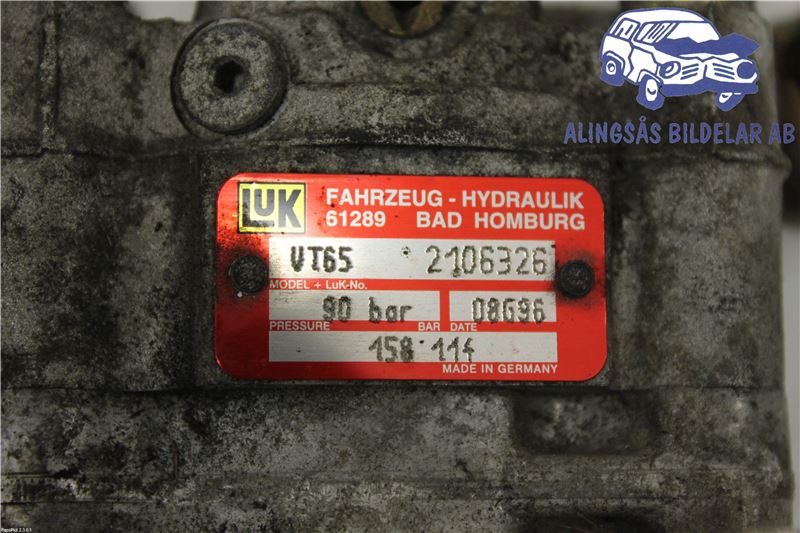 ALINGSÅS BILDELAR AB
LUK
FAHRZEUG - HYDRAULIK
61289 BAD HOMBURG
VT65 2106326
MODEL + LuK-No.
90 bar 08G96
PRESSURE BAR DATE
158 114
MADE IN GERMANY